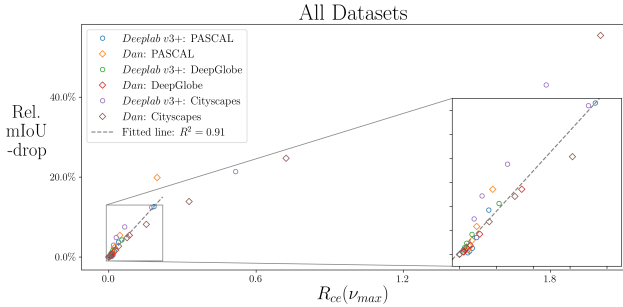 All Datasets
Deeplab v3+: PASCAL
Dan: PASCAL
Deeplab v3+: DeepGlobe
Dan: DeepGlobe
Deeplab v3+: Cityscapes
Dan: Cityscapes
Fitted line: R² = 0.91
Rel.
mIoU
-drop
40.0%
20.0%
0.0%
0.0
0.6
1.2
1.8
R_ce(ν_max)